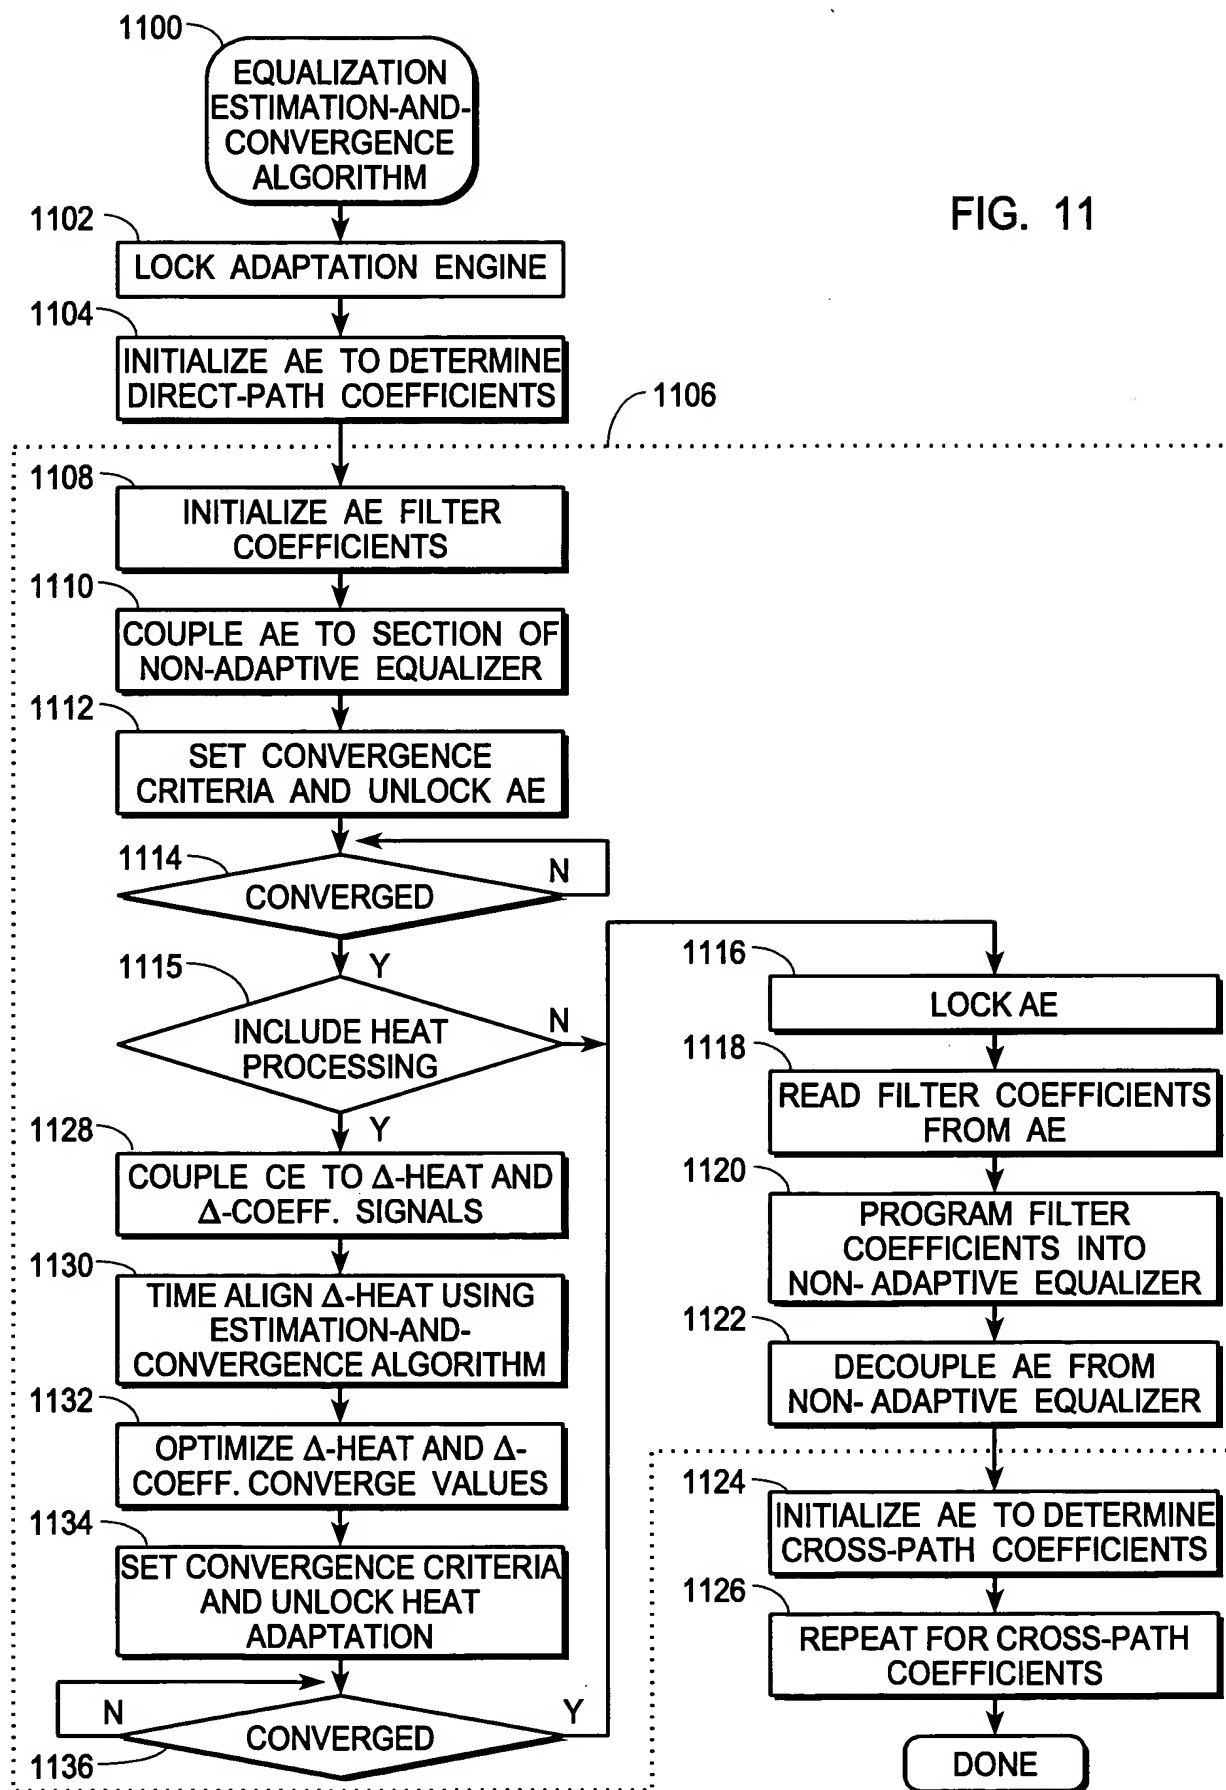 1100
EQUALIZATION
ESTIMATION-AND-
CONVERGENCE
ALGORITHM
FIG. 11
1102
LOCK ADAPTATION ENGINE
1104
INITIALIZE AE TO DETERMINE
DIRECT-PATH COEFFICIENTS
1106
1108
INITIALIZE AE FILTER
COEFFICIENTS
1110
COUPLE AE TO SECTION OF
NON-ADAPTIVE EQUALIZER
1112
SET CONVERGENCE
CRITERIA AND UNLOCK AE
1114
CONVERGED
N
Y
1115
INCLUDE HEAT
PROCESSING
N
Y
1128
COUPLE CE TO Δ-HEAT AND
Δ-COEFF. SIGNALS
1130
TIME ALIGN Δ-HEAT USING
ESTIMATION-AND-
CONVERGENCE ALGORITHM
1132
OPTIMIZE Δ-HEAT AND Δ-
COEFF. CONVERGE VALUES
1134
SET CONVERGENCE CRITERIA
AND UNLOCK HEAT
ADAPTATION
N
CONVERGED
Y
1136
1116
LOCK AE
1118
READ FILTER COEFFICIENTS
FROM AE
1120
PROGRAM FILTER
COEFFICIENTS INTO
NON-ADAPTIVE EQUALIZER
1122
DECOUPLE AE FROM
NON-ADAPTIVE EQUALIZER
1124
INITIALIZE AE TO DETERMINE
CROSS-PATH COEFFICIENTS
1126
REPEAT FOR CROSS-PATH
COEFFICIENTS
DONE